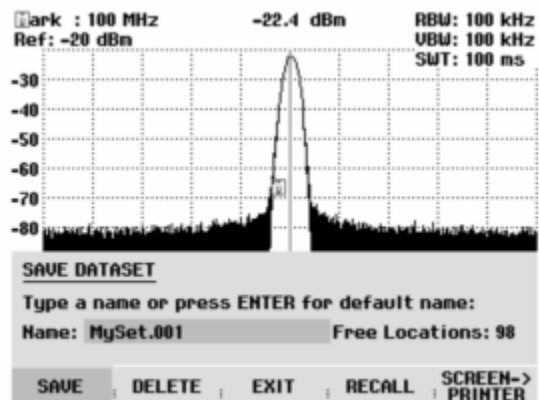 Mark : 100 MHz -22.4 dBm RBW: 100 kHz
Ref: -20 dBm VBW: 100 kHz
SWT: 100 ms
-30
-40
-50
-60
-70
-80
SAVE DATASET
Type a name or press ENTER for default name:
Name: MySet.001 Free Locations: 98
SAVE DELETE EXIT RECALL SCREEN->
PRINTER